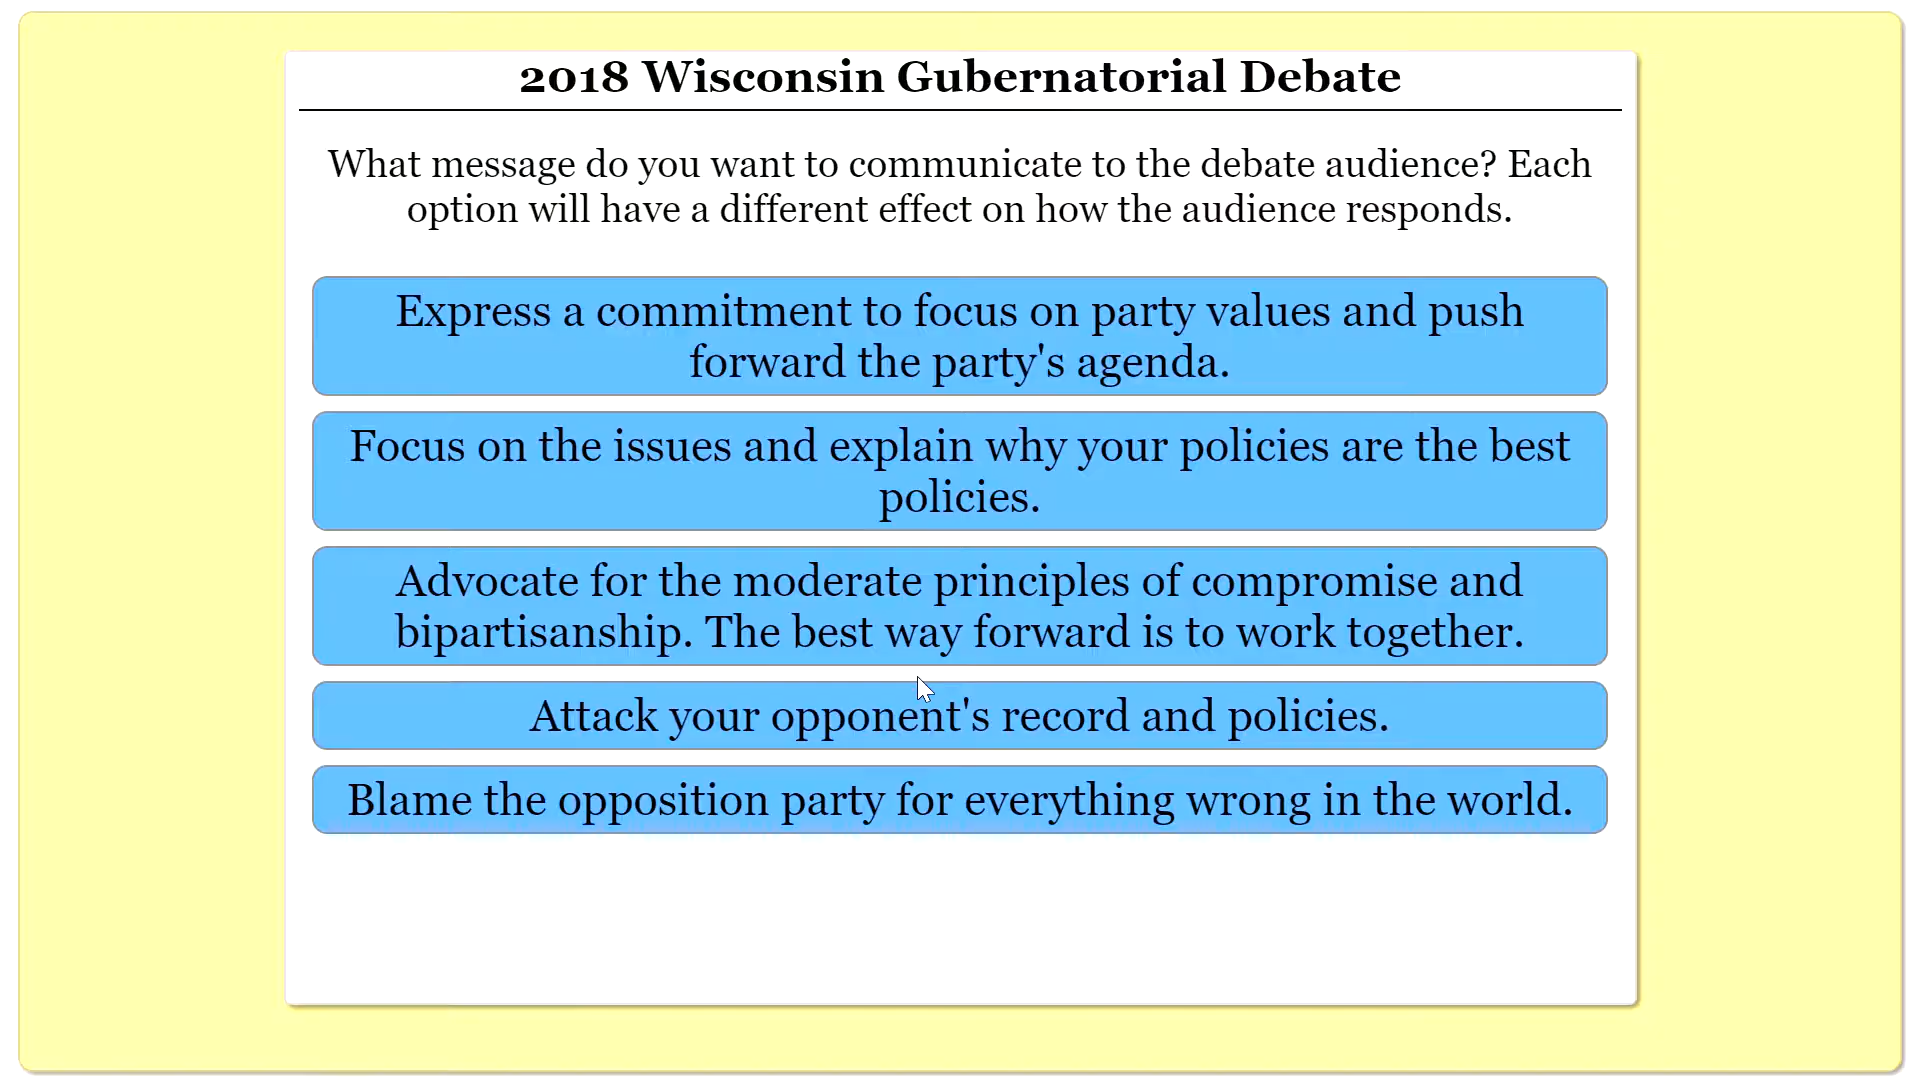 2018 Wisconsin Gubernatorial Debate
What message do you want to communicate to the debate audience? Each
option will have a different effect on how the audience responds.
Express a commitment to focus on party values and push
forward the party's agenda.
Focus on the issues and explain why your policies are the best
policies.
Advocate for the moderate principles of compromise and
bipartisanship. The best way forward is to work together.
Attack your opponent's record and policies.
Blame the opposition party for everything wrong in the world.